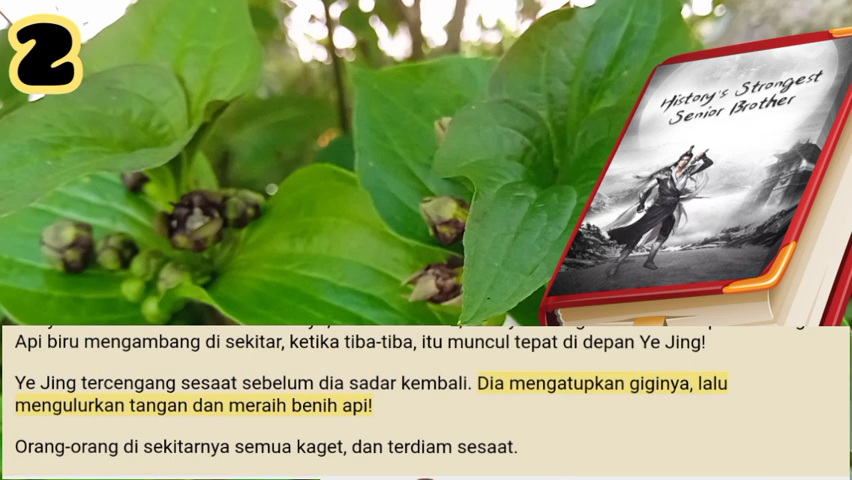 2
History's Strongest
Senior Brother
Api biru mengambang di sekitar, ketika tiba-tiba, itu muncul tepat di depan Ye Jing!
Ye Jing tercengang sesaat sebelum dia sadar kembali. Dia mengatupkan giginya, lalu
mengulurkan tangan dan meraih benih api!
Orang-orang di sekitarnya semua kaget, dan terdiam sesaat.